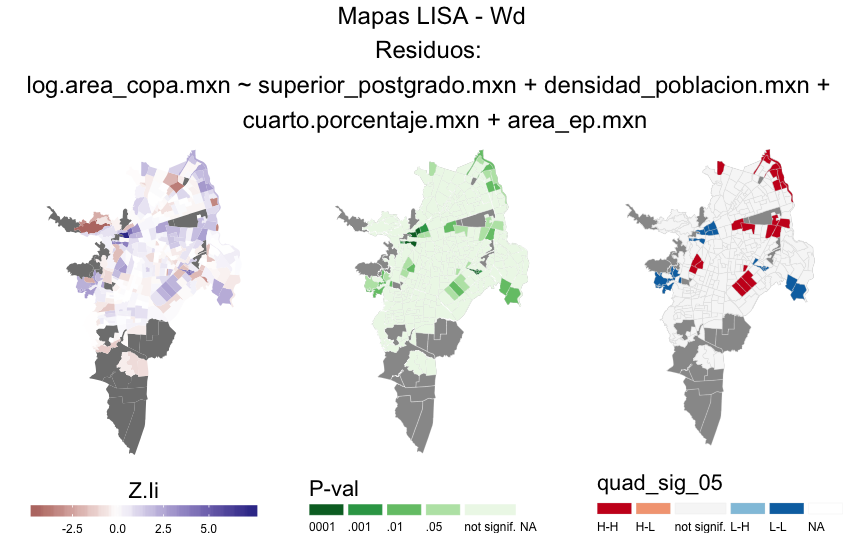 Mapas LISA - Wd
Residuos:
log.area_copa.mxn ~ superior_postgrado.mxn + densidad_poblacion.mxn +
cuarto.porcentaje.mxn + area_ep.mxn
Z.Ii
-2.5 0.0 2.5 5.0
P-val
0001 .001 .01 .05 not signif. NA
quad_sig_05
H-H H-L not signif. L-H L-L NA